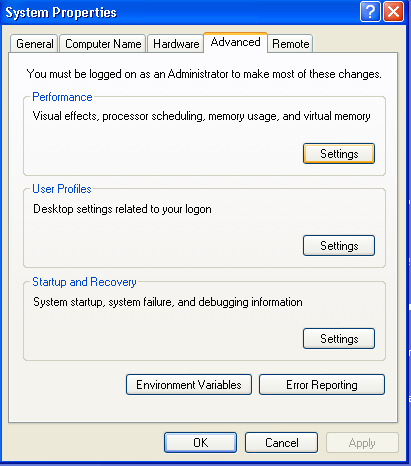 System Properties
General Computer Name Hardware Advanced Remote
You must be logged on as an Administrator to make most of these changes.
Performance
Visual effects, processor scheduling, memory usage, and virtual memory
Settings
User Profiles
Desktop settings related to your logon
Settings
Startup and Recovery
System startup, system failure, and debugging information
Settings
Environment Variables Error Reporting
OK Cancel Apply